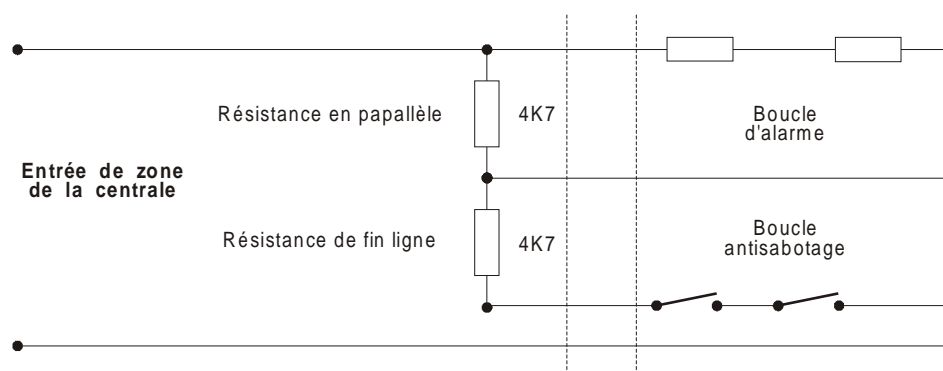 Résistance en papallèle
4K7
Boucle
d'alarme
Entrée de zone
de la centrale
Résistance de fin ligne
4K7
Boucle
antisabotage